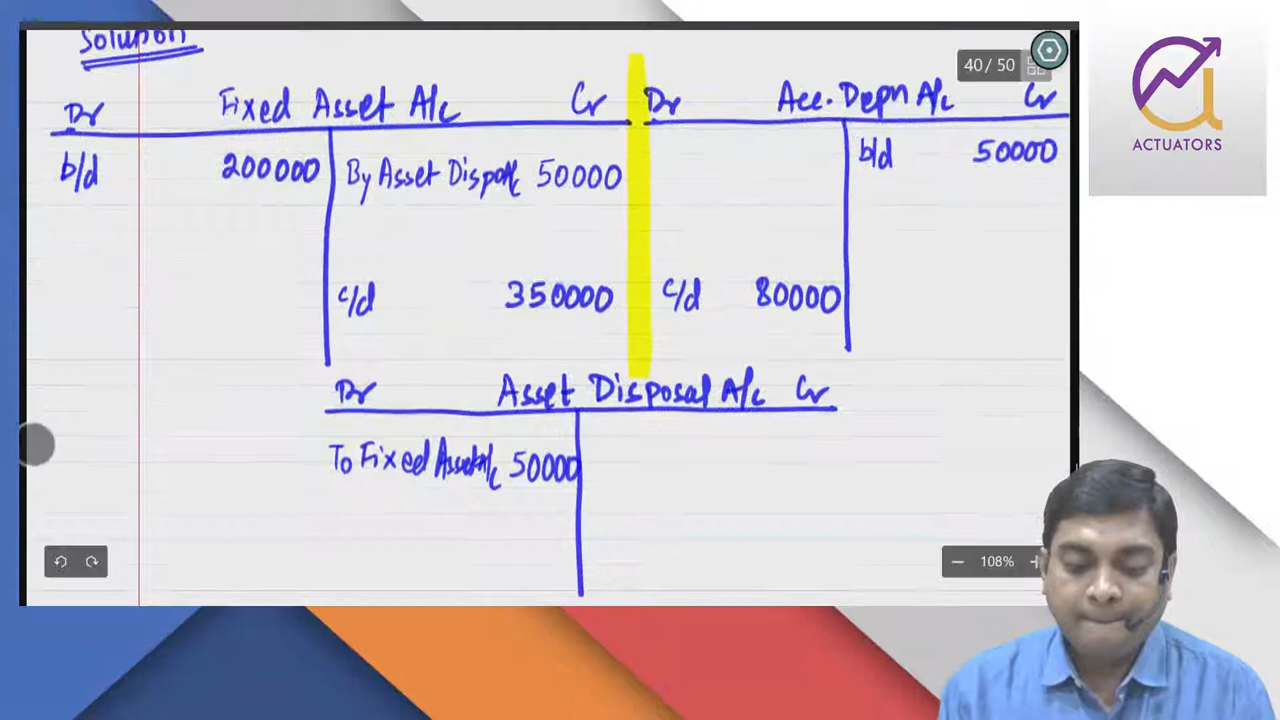 Solution
40 / 50
Dr Fixed Asset A/c Cr
b/d 200000 By Asset Dispo A/c 50000
c/d 350000
Dr Acc. Depn A/c Cr
b/d 50000
c/d 80000
Dr Asset Disposal A/c Cr
To Fixed Asset A/c 50000
108%
ACTUATORS